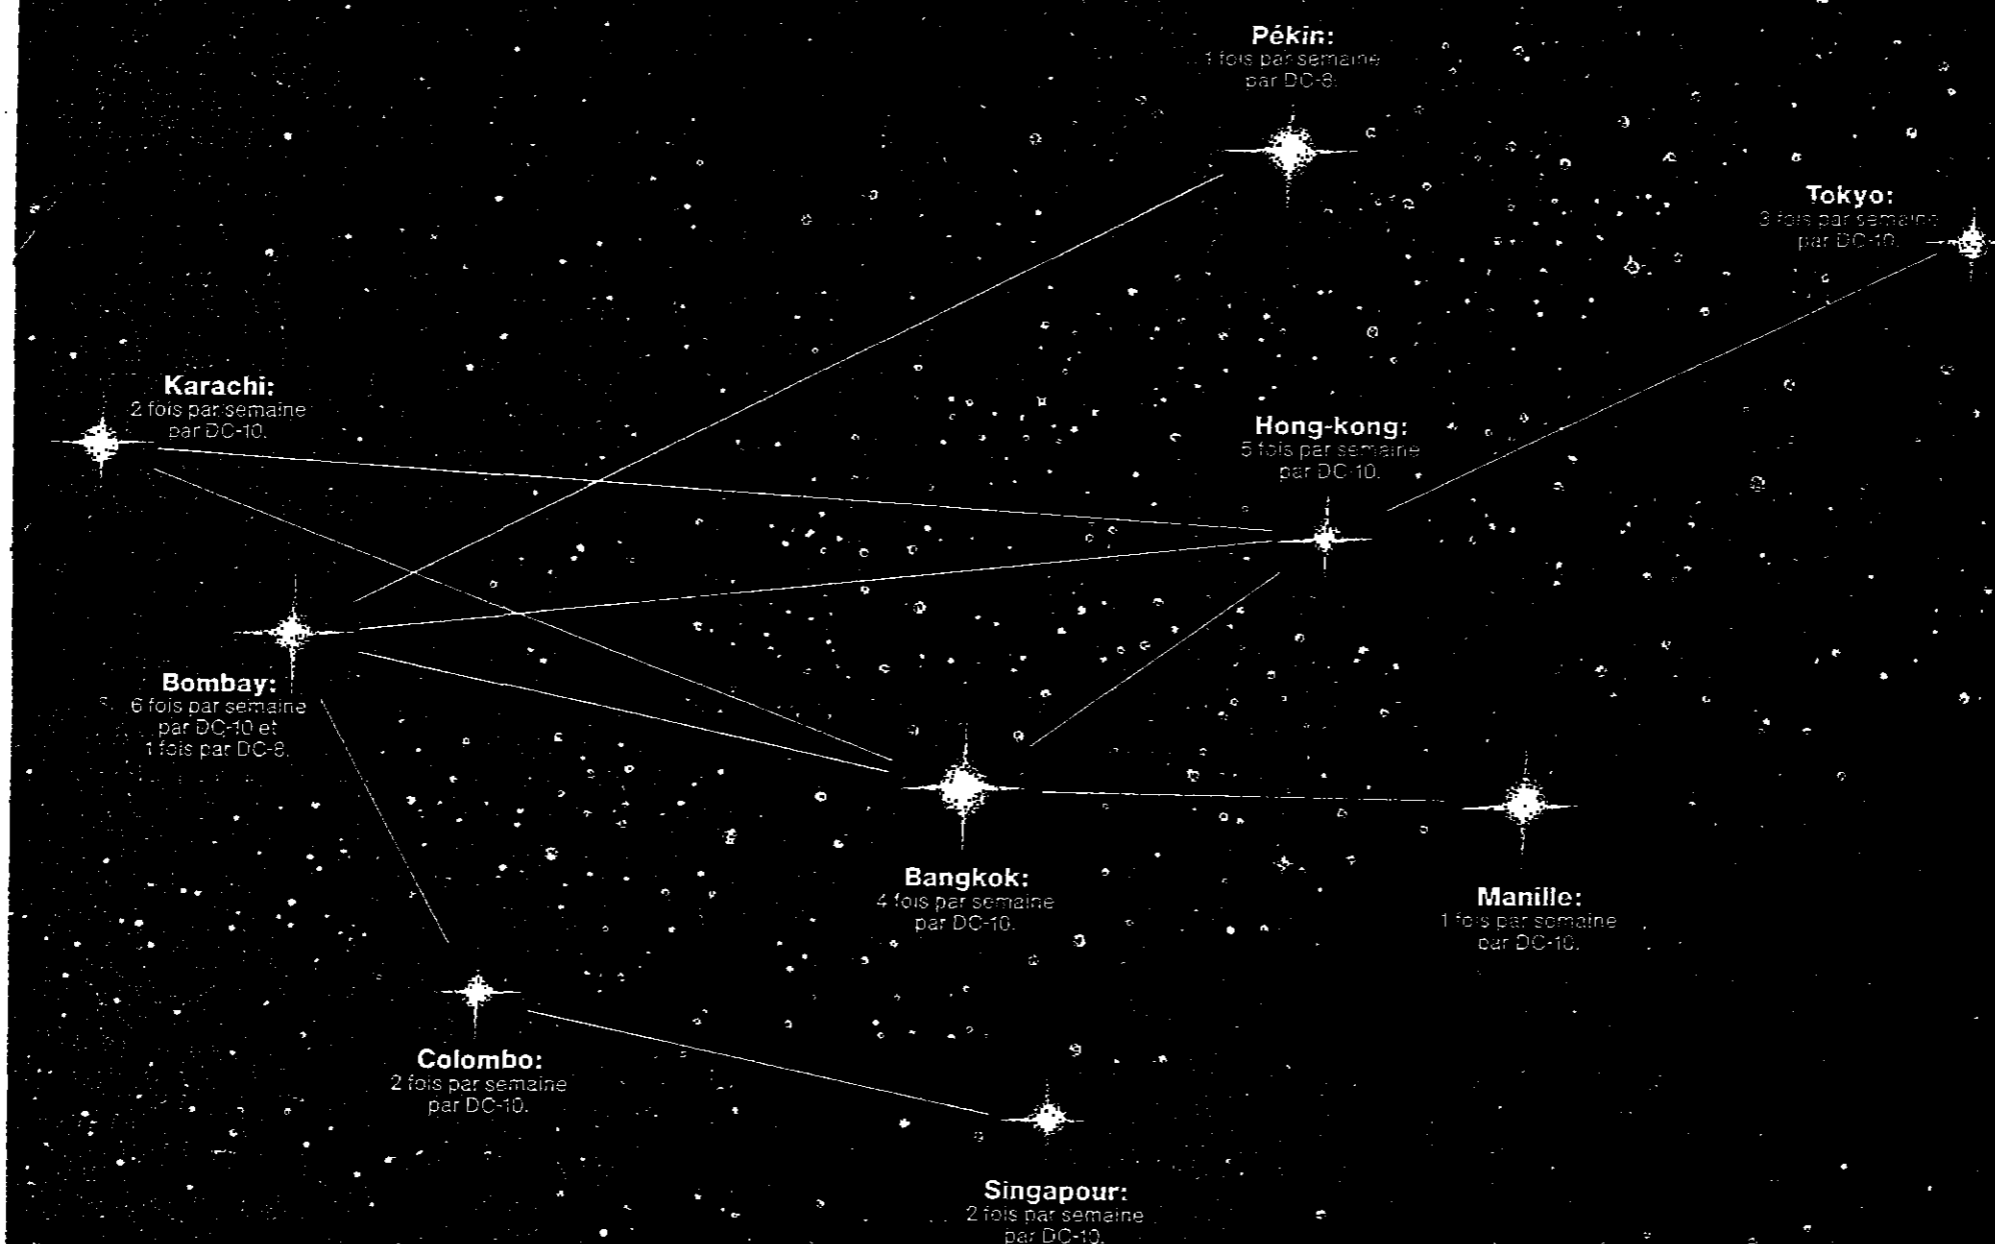 Pékin:
1 fois par semaine
par DC-8.
Tokyo:
3 fois par semaine
par DC-10.
Karachi:
2 fois par semaine
par DC-10.
Hong-kong:
5 fois par semaine
par DC-10.
Bombay:
6 fois par semaine
par DC-10 et
1 fois par DC-8.
Bangkok:
4 fois par semaine
par DC-10.
Manille:
1 fois par semaine
par DC-10.
Colombo:
2 fois par semaine
par DC-10.
Singapour:
2 fois par semaine
par DC-10.